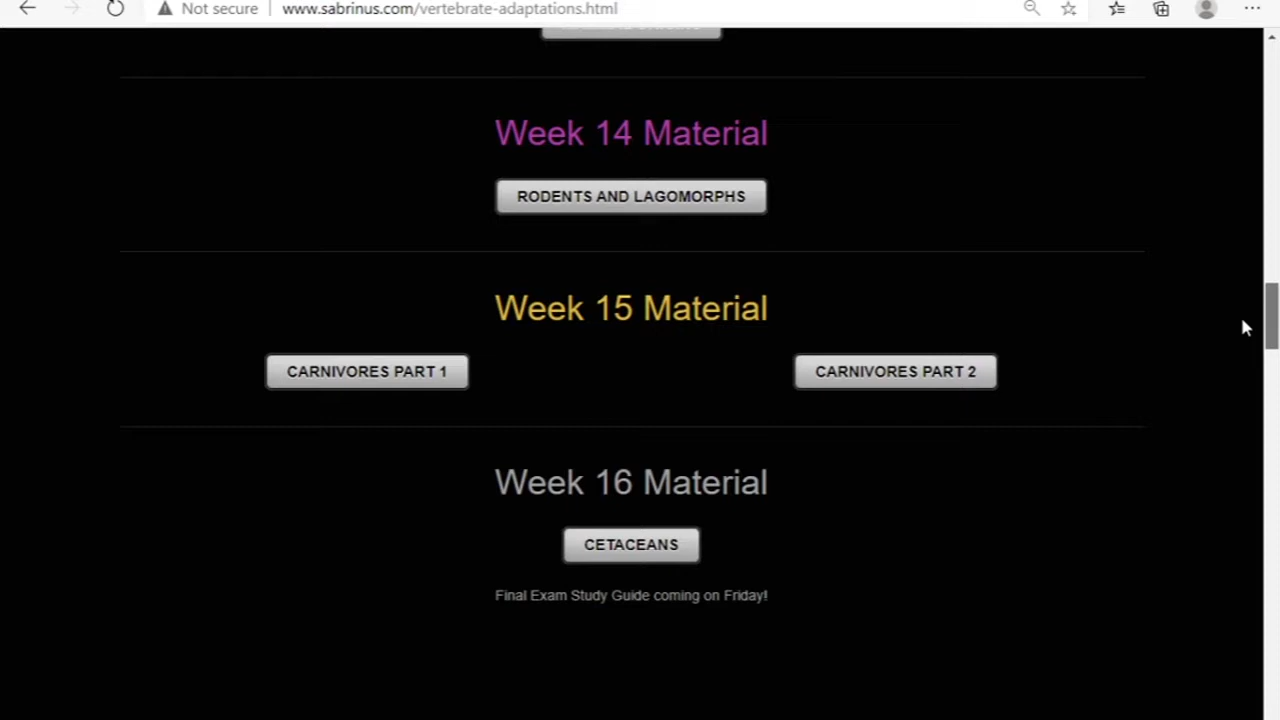 Not secure
www.sabrinus.com/vertebrate-adaptations.html
Week 14 Material
RODENTS AND LAGOMORPHS
Week 15 Material
CARNIVORES PART 1
CARNIVORES PART 2
Week 16 Material
CETACEANS
Final Exam Study Guide coming on Friday!